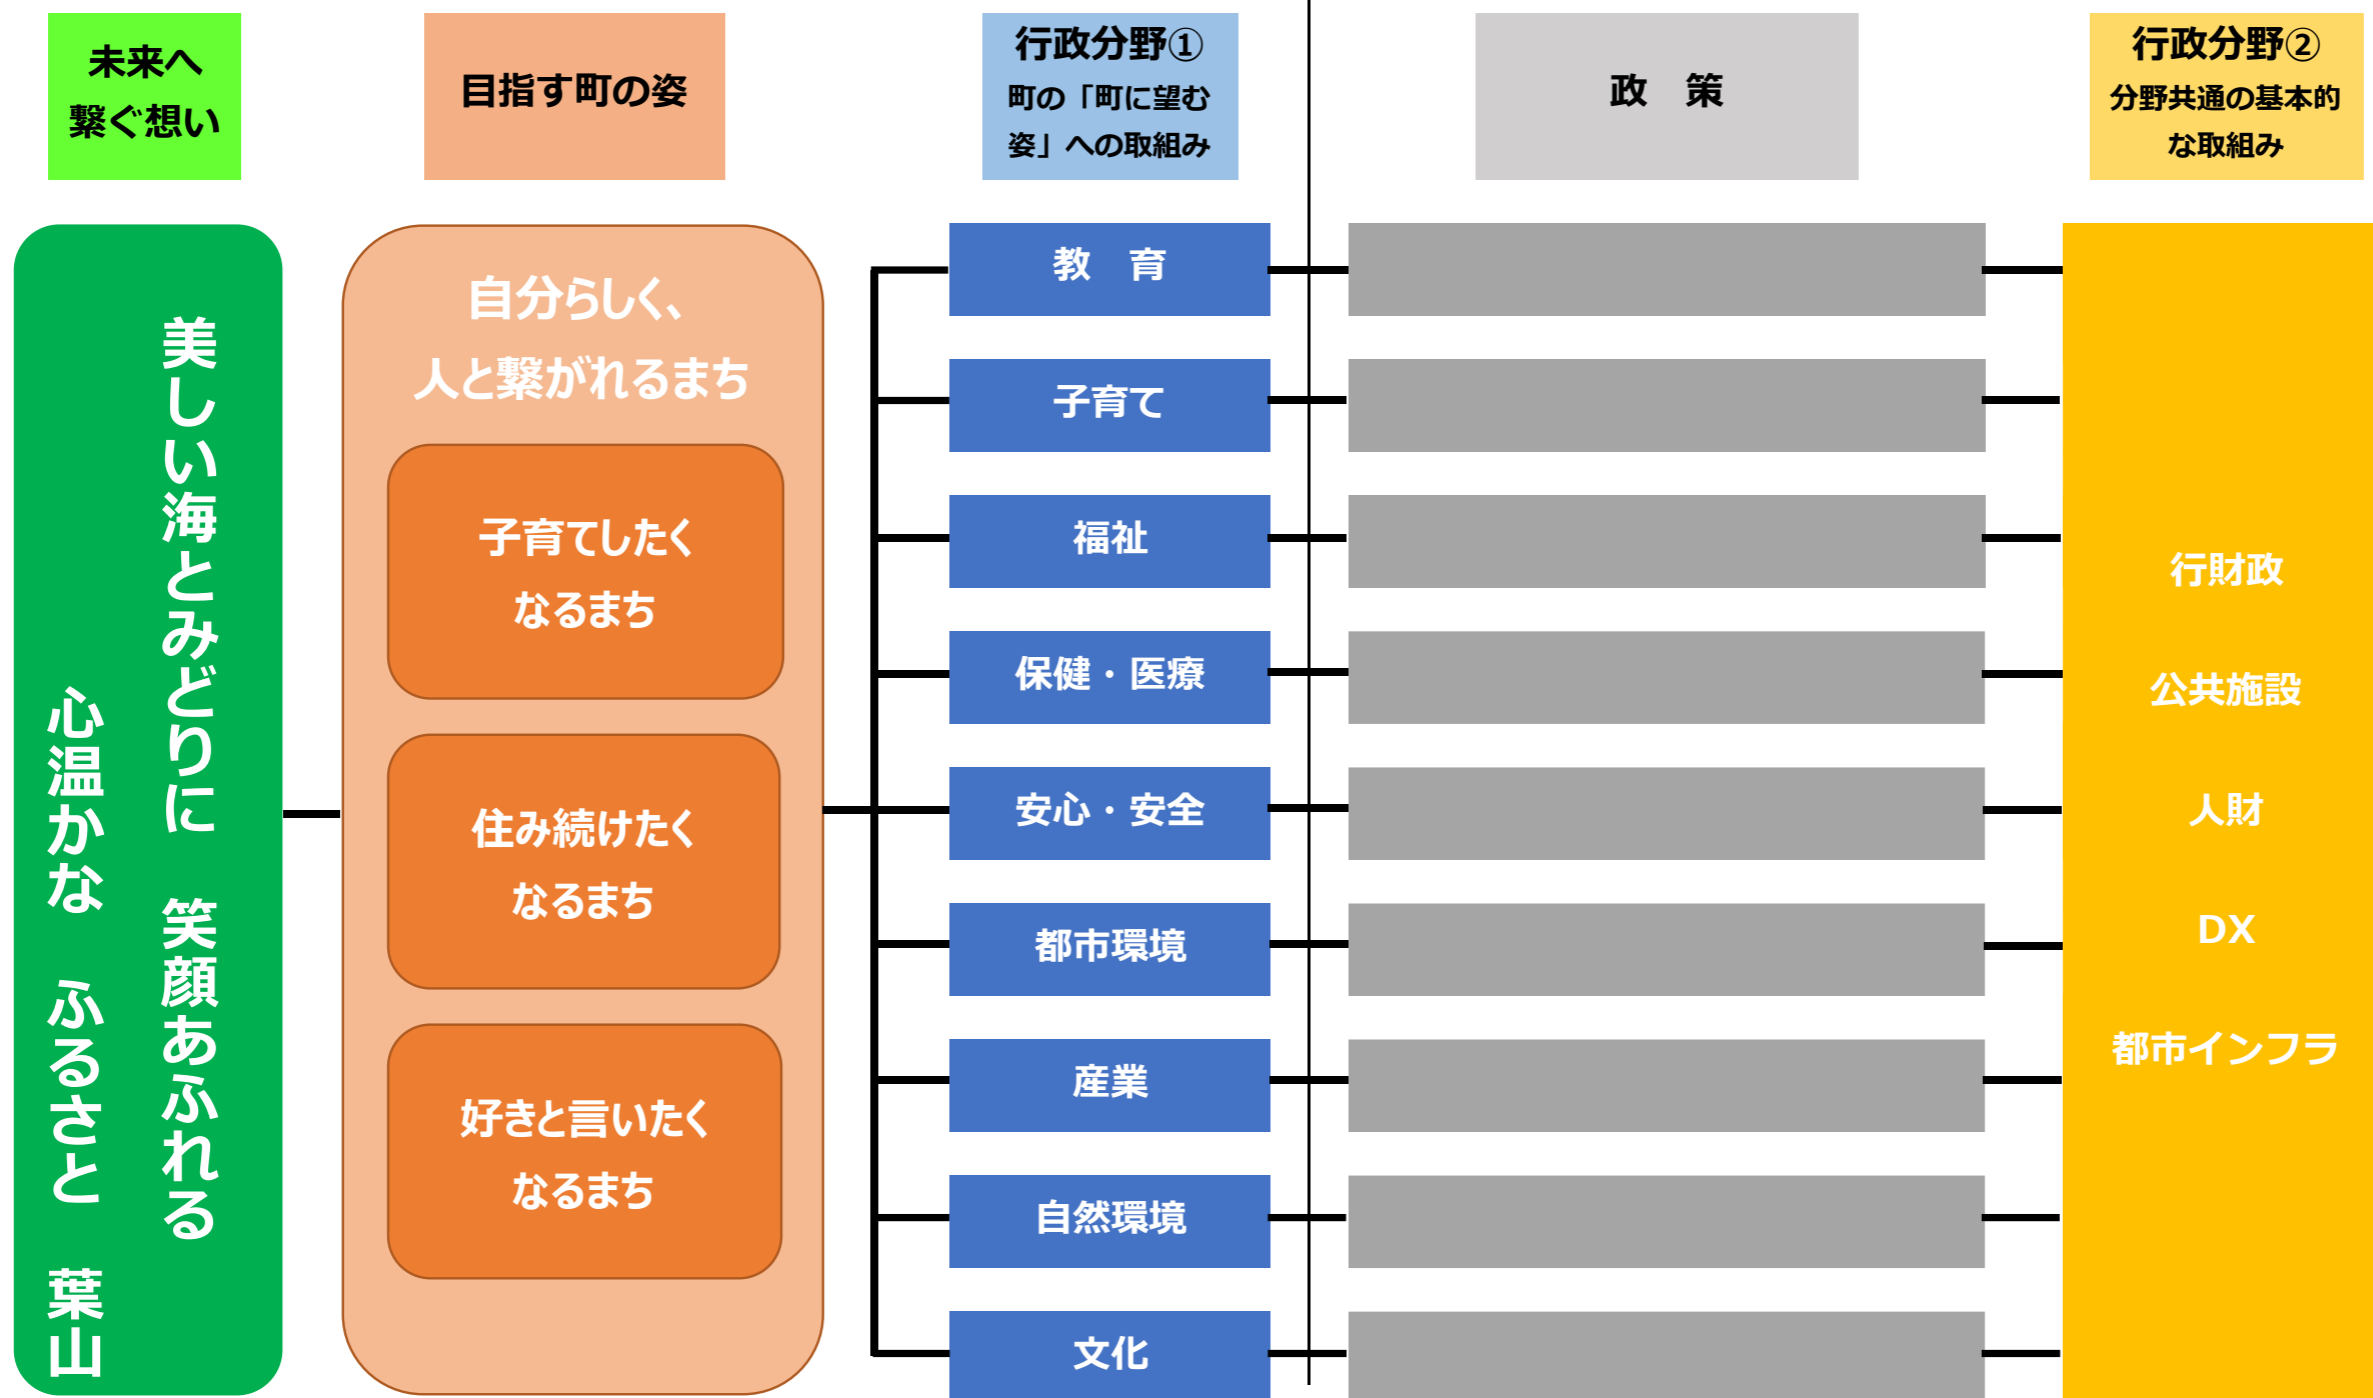 未来へ
繋ぐ想い
目指す町の姿
行政分野①
町の「町に望む
姿」への取組み
政　策
行政分野②
分野共通の基本的
な取組み
美しい海とみどりに　笑顔あふれる
心温かな　ふるさと　葉山
自分らしく、
人と繋がれるまち
子育てしたく
なるまち
住み続けたく
なるまち
好きと言いたく
なるまち
教　育
子育て
福祉
保健・医療
安心・安全
都市環境
産業
自然環境
文化
行財政
公共施設
人財
DX
都市インフラ